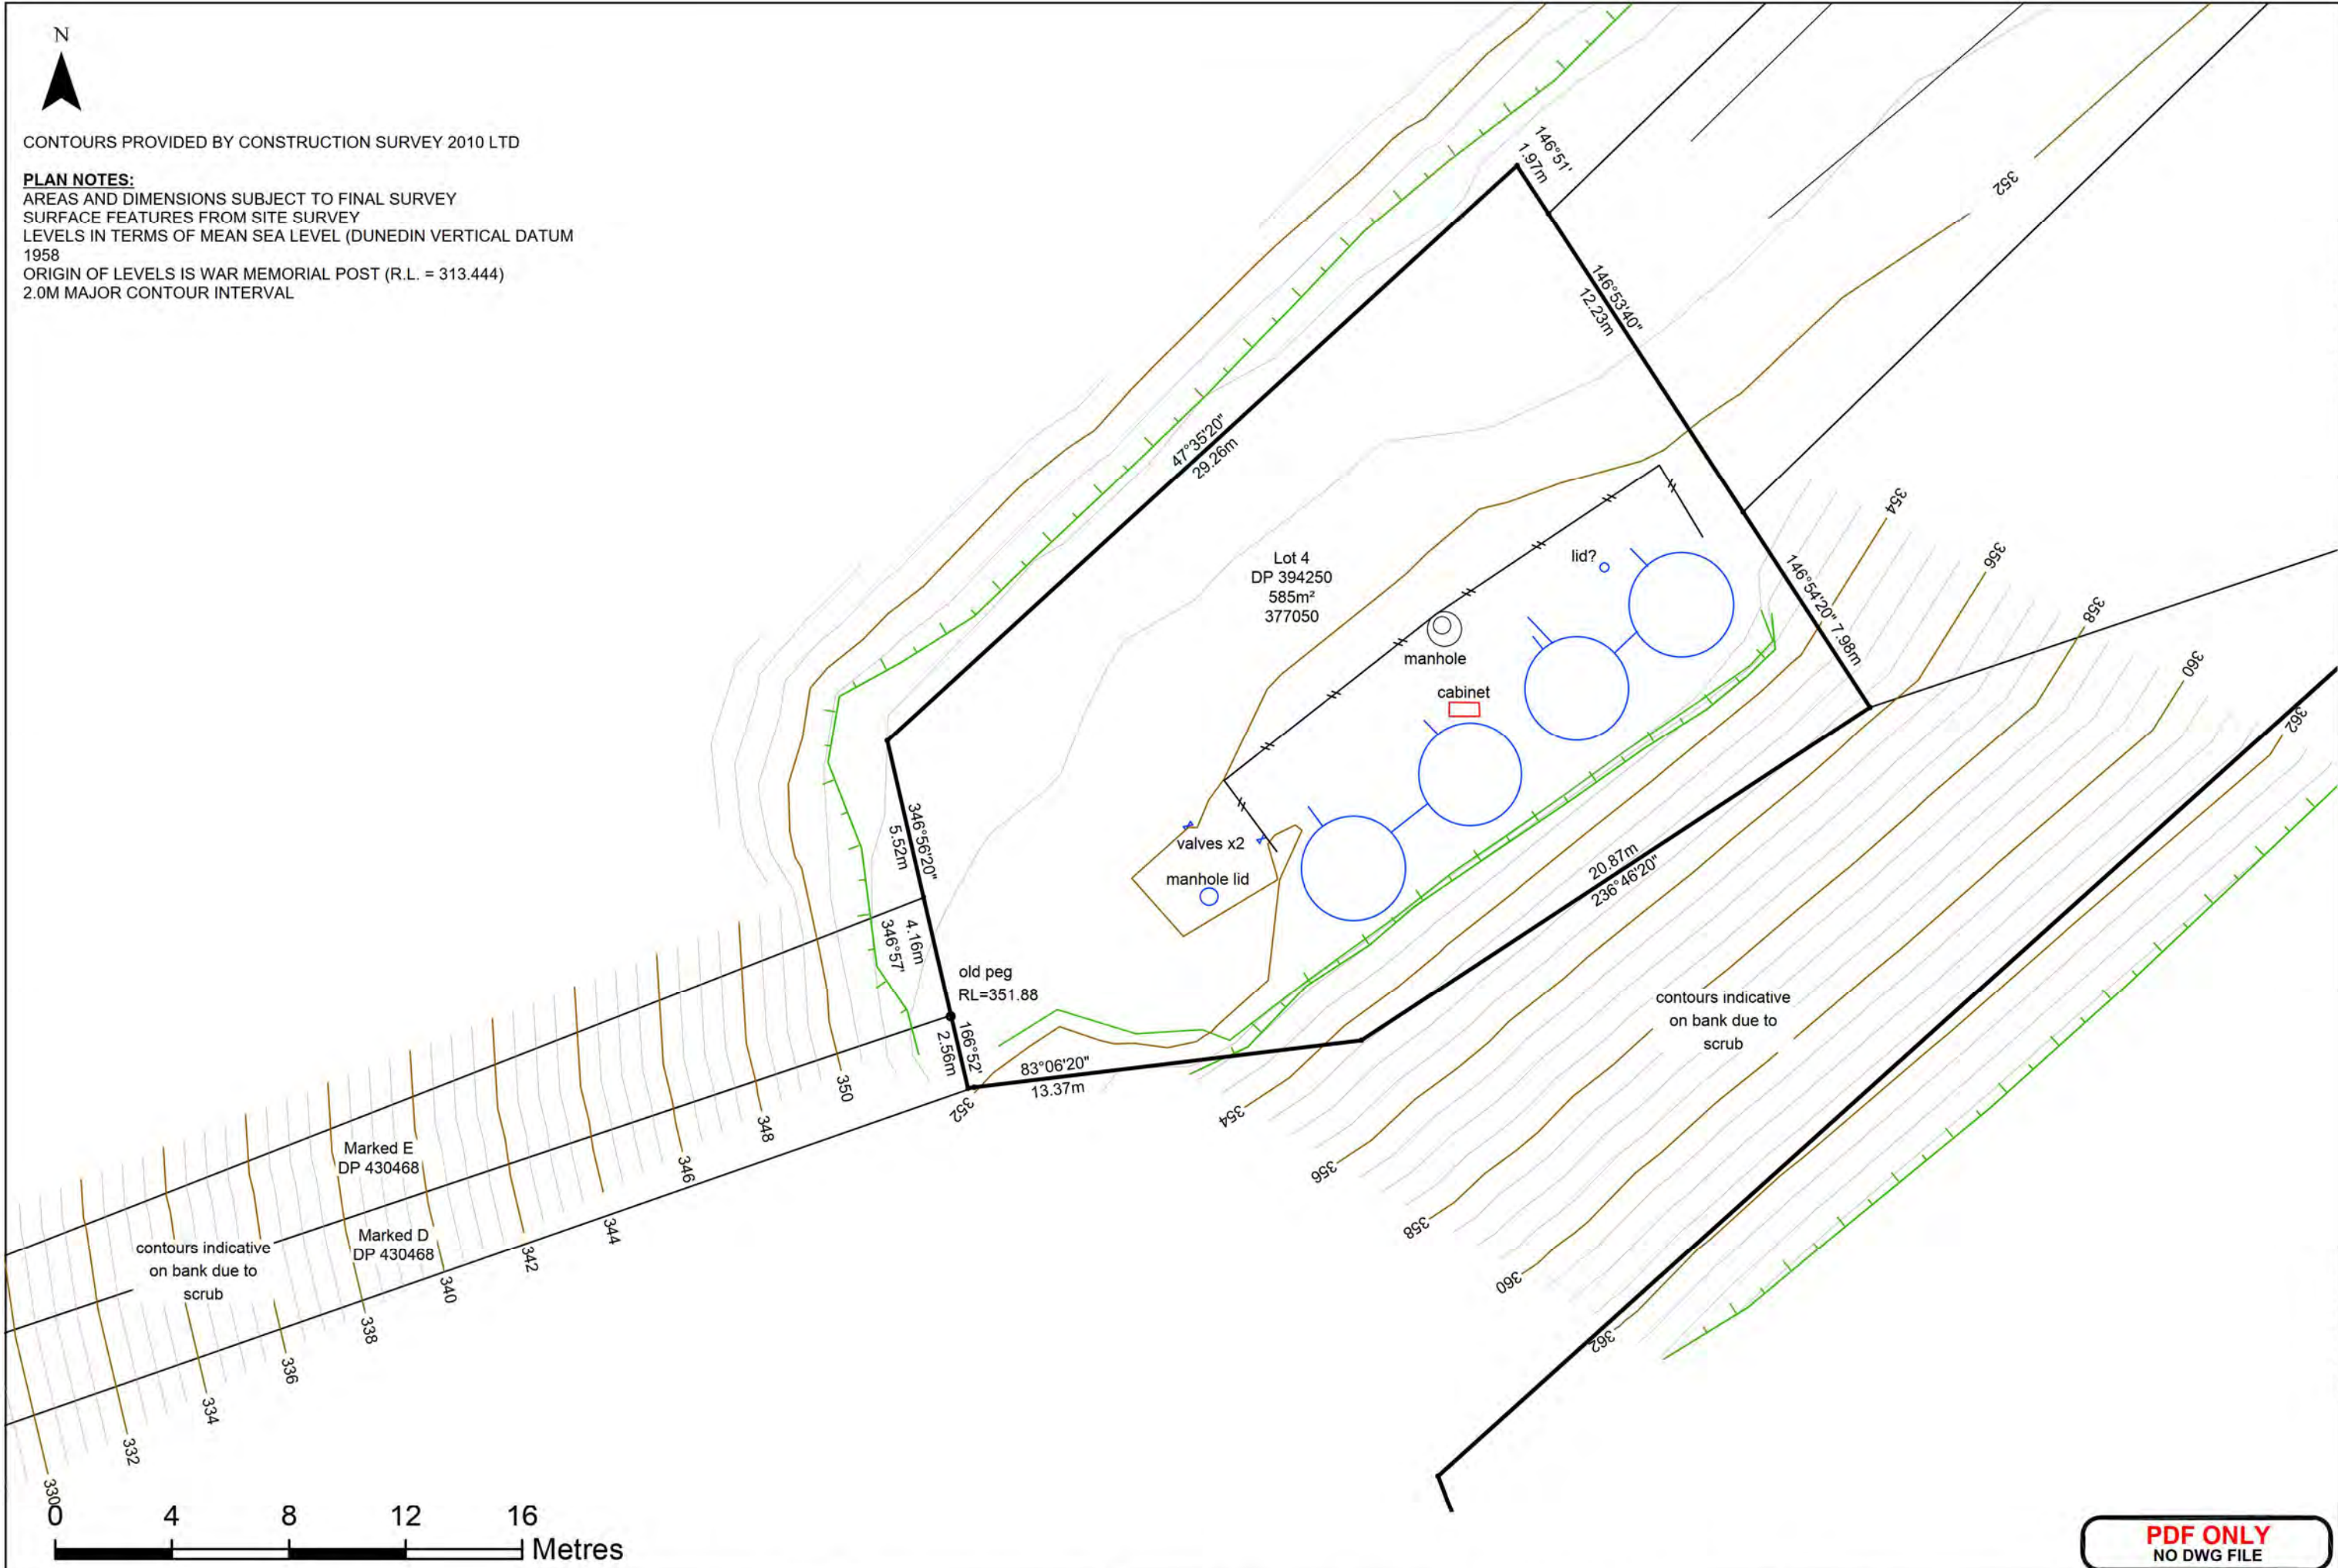 N
CONTOURS PROVIDED BY CONSTRUCTION SURVEY 2010 LTD
PLAN NOTES:
AREAS AND DIMENSIONS SUBJECT TO FINAL SURVEY
SURFACE FEATURES FROM SITE SURVEY
LEVELS IN TERMS OF MEAN SEA LEVEL (DUNEDIN VERTICAL DATUM
1958
ORIGIN OF LEVELS IS WAR MEMORIAL POST (R.L. = 313.444)
2.0M MAJOR CONTOUR INTERVAL
146°51'
1.97m
352
146°53'40"
12.23m
47°35'20"
29.26m
354
356
358
360
362
146°54'20" 7.98m
Lot 4
DP 394250
585m²
377050
lid?
manhole
cabinet
valves x2
manhole lid
346°56'20"
5.52m
4.16m
346°57'
old peg
RL=351.88
166°52'
2.56m
83°06'20"
13.37m
20.87m
236°46'20"
contours indicative
on bank due to
scrub
352
354
356
358
360
362
350
348
346
344
342
340
338
336
334
332
330
Marked E
DP 430468
Marked D
DP 430468
contours indicative
on bank due to
scrub
0 4 8 12 16
Metres
PDF ONLY
NO DWG FILE